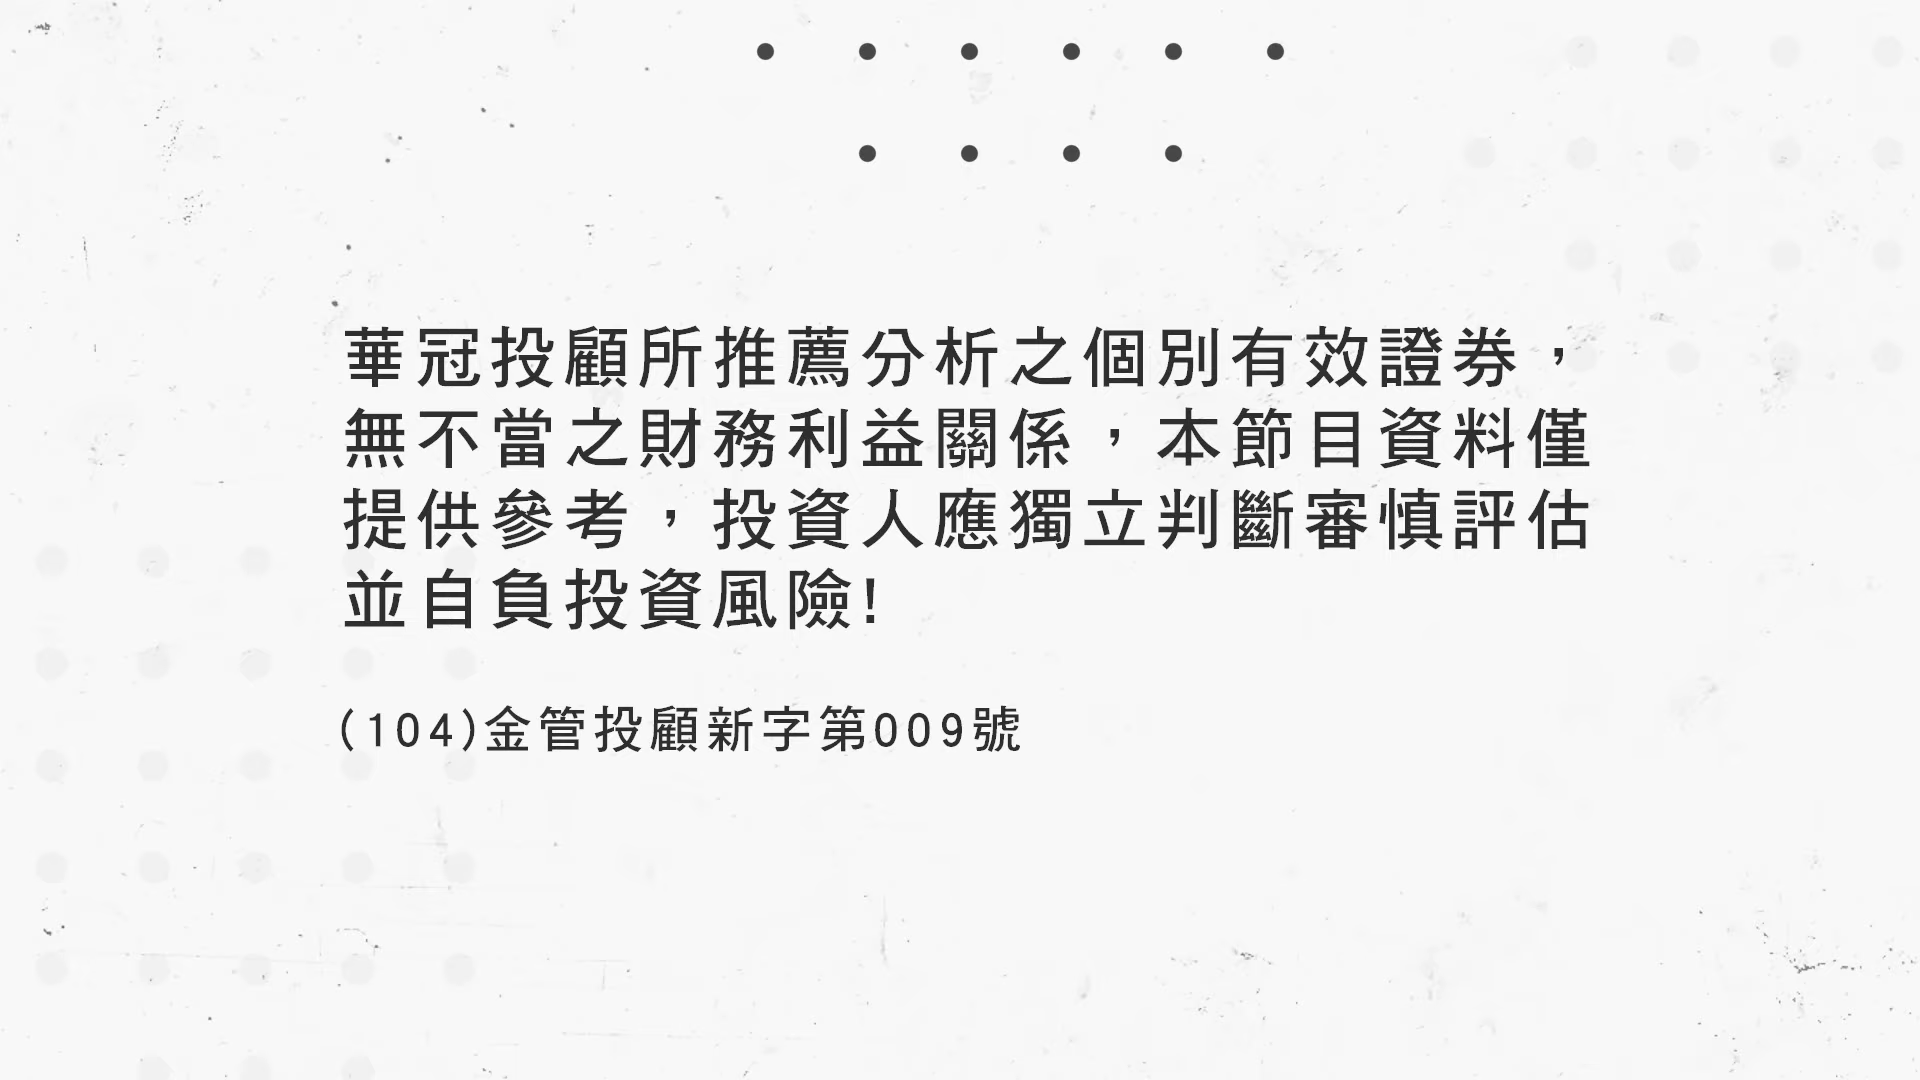 華冠投顧所推薦分析之個別有效證券，
無不當之財務利益關係，本節目資料僅
提供參考，投資人應獨立判斷審慎評估
並自負投資風險!
(104)金管投顧新字第009號